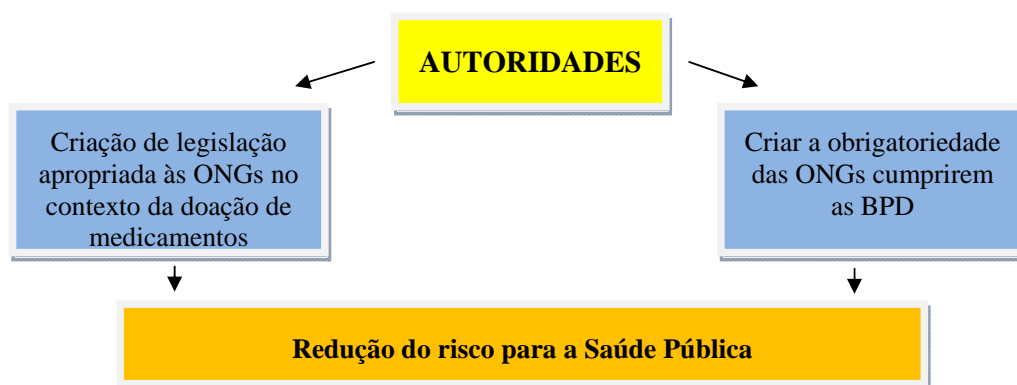 AUTORIDADES
Criação de legislação
apropriada às ONGs no
contexto da doação de
medicamentos
Criar a obrigatoriedade
das ONGs cumprirem
as BPD
Redução do risco para a Saúde Pública